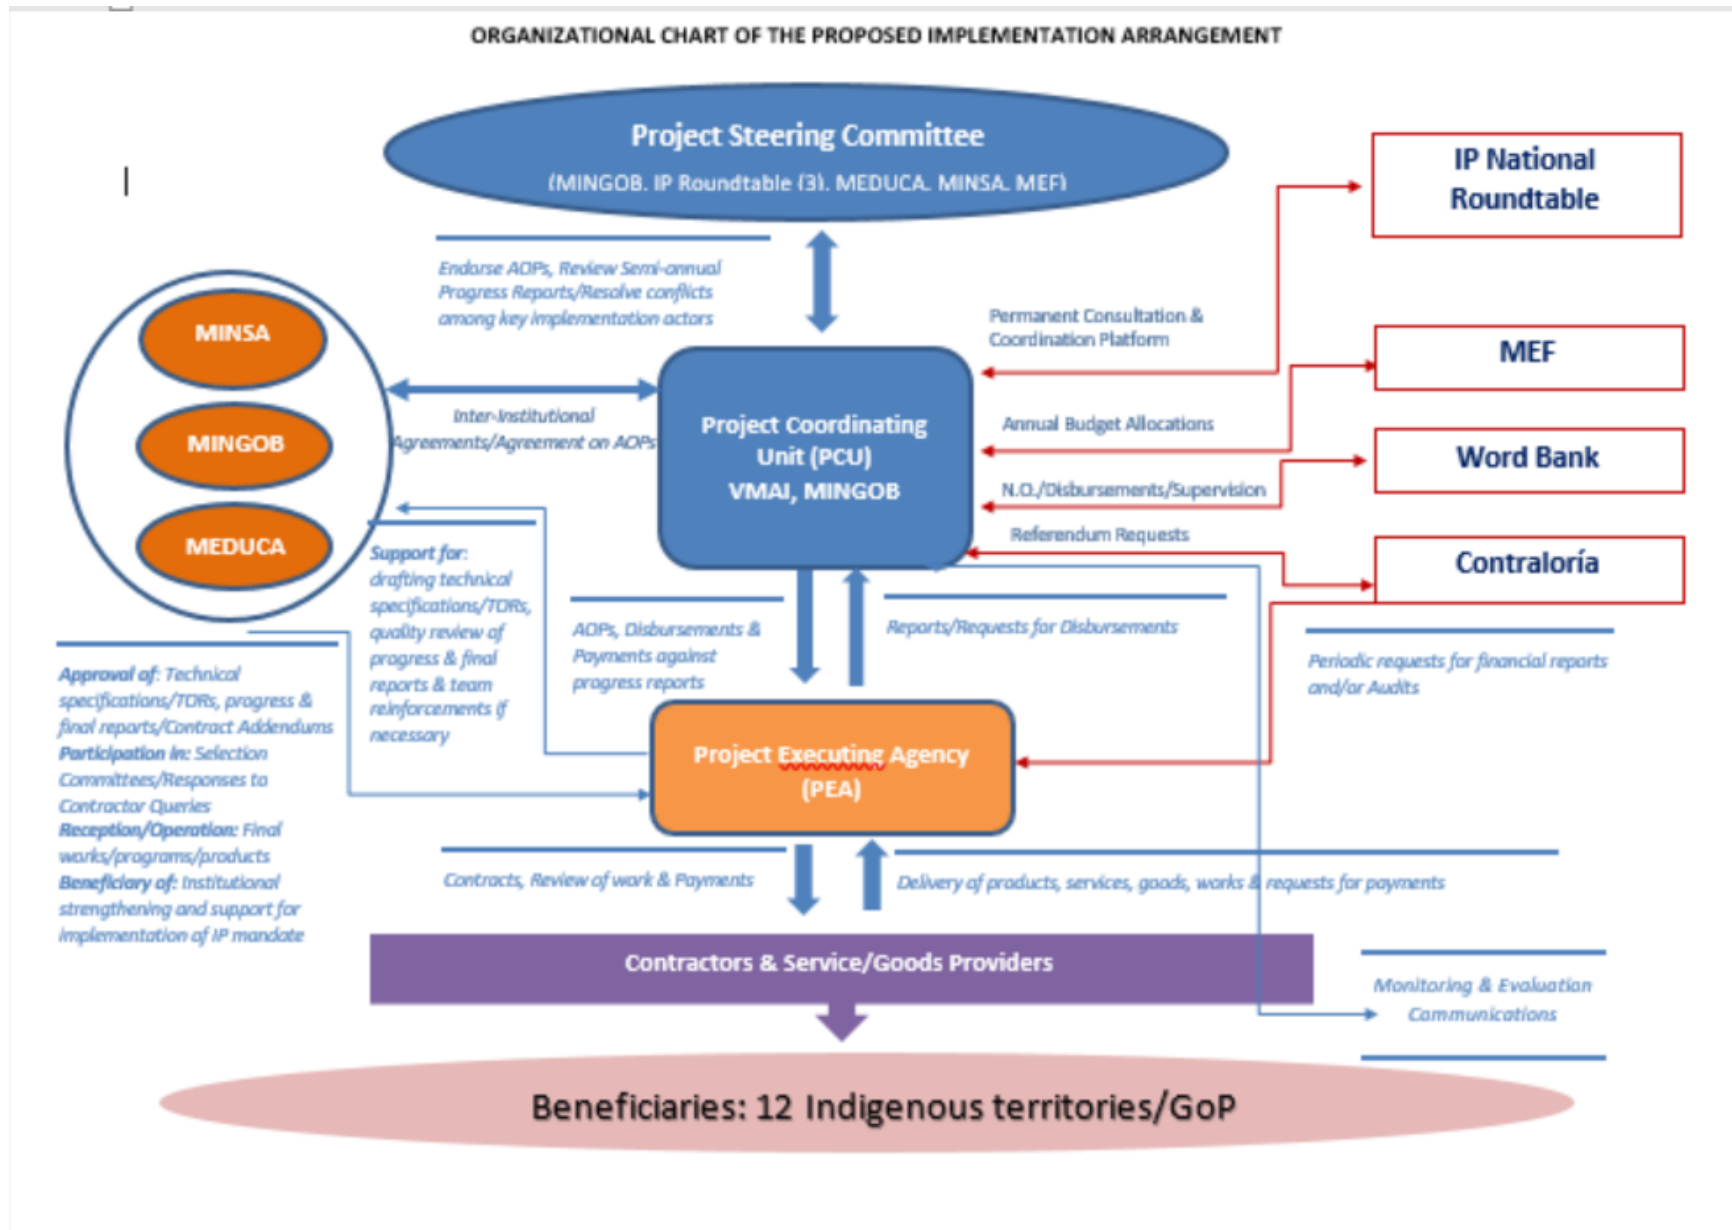 ORGANIZATIONAL CHART OF THE PROPOSED IMPLEMENTATION ARRANGEMENT
Project Steering Committee
(MINGOB, IP Roundtable (3), MEDUCA, MINSA, MEF)
IP National
Roundtable
Endorse AOPs, Review Semi-annual
Progress Reports/Resolve conflicts
among key implementation actors
MINSA
MINGOB
MEDUCA
Permanent Consultation &
Coordination Platform
MEF
Inter-Institutional
Agreements/Agreement on AOPs
Project Coordinating
Unit (PCU)
VMAI, MINGOB
Annual Budget Allocations
Word Bank
N.O./Disbursements/Supervision
Referendum Requests
Contraloría
Support for:
drafting technical
specifications/TORs,
quality review of
progress & final
reports & team
reinforcements if
necessary
AOPs, Disbursements &
Payments against
progress reports
Reports/Requests for Disbursements
Periodic requests for financial reports
and/or Audits
Approval of: Technical
specifications/TORs, progress &
final reports/Contract Addendums
Participation in: Selection
Committees/Responses to
Contractor Queries
Reception/Operation: Final
works/programs/products
Beneficiary of: Institutional
strengthening and support for
implementation of IP mandate
Project Executing Agency
(PEA)
Contracts, Review of work & Payments
Delivery of products, services, goods, works & requests for payments
Contractors & Service/Goods Providers
Monitoring & Evaluation
Communications
Beneficiaries: 12 Indigenous territories/GoP